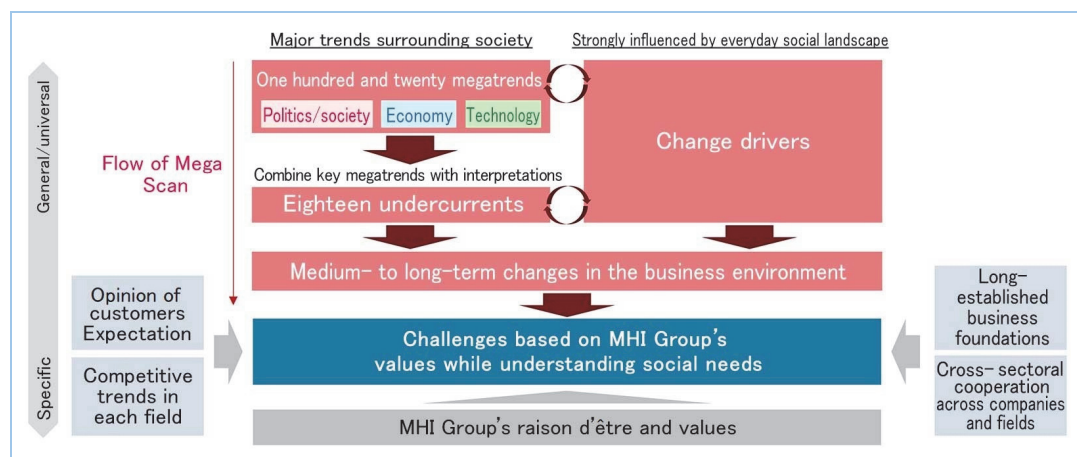 Major trends surrounding society
Strongly influenced by everyday social landscape
General/universal
Specific
Flow of Mega
Scan
One hundred and twenty megatrends
Politics/society
Economy
Technology
Change drivers
Combine key megatrends with interpretations
Eighteen undercurrents
Medium- to long-term changes in the business environment
Opinion of
customers
Expectation
Competitive
trends in
each field
Challenges based on MHI Group's
values while understanding social needs
Long-
established
business
foundations
Cross- sectoral
cooperation
across companies
and fields
MHI Group's raison d'être and values